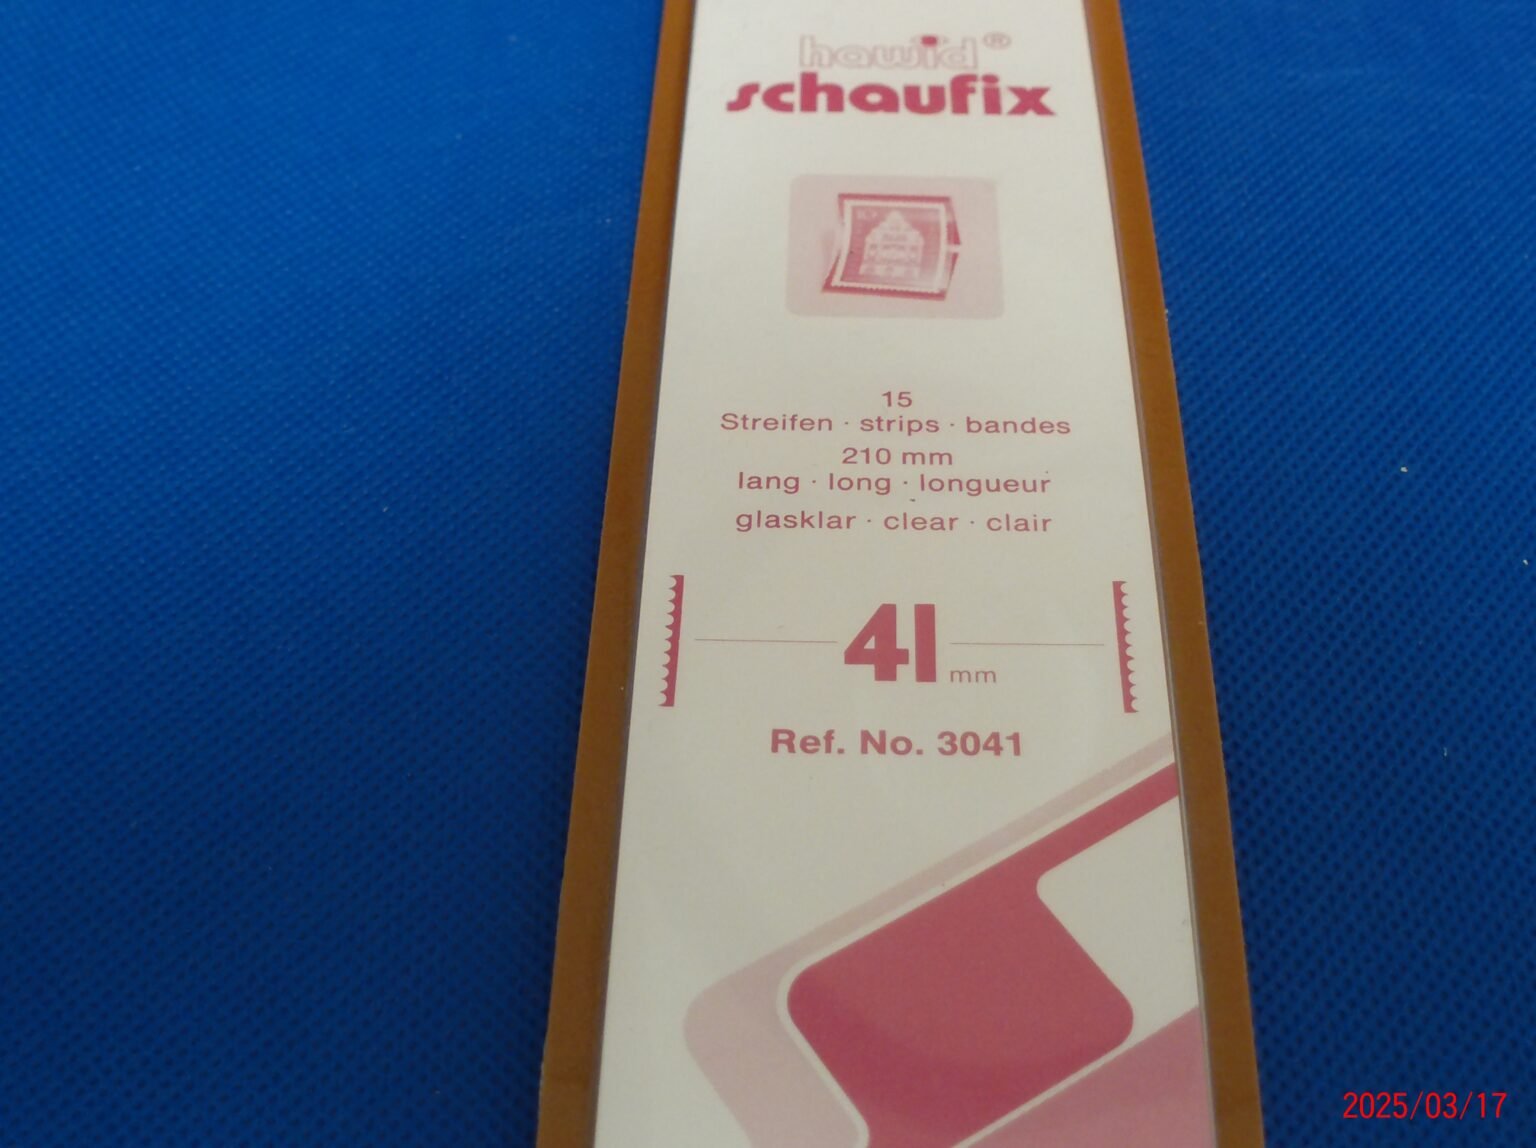 hawid®
schaufix
15
Streifen · strips · bandes
210 mm
lang · long · longueur
glasklar · clear · clair
41 mm
Ref. No. 3041
2025/03/17